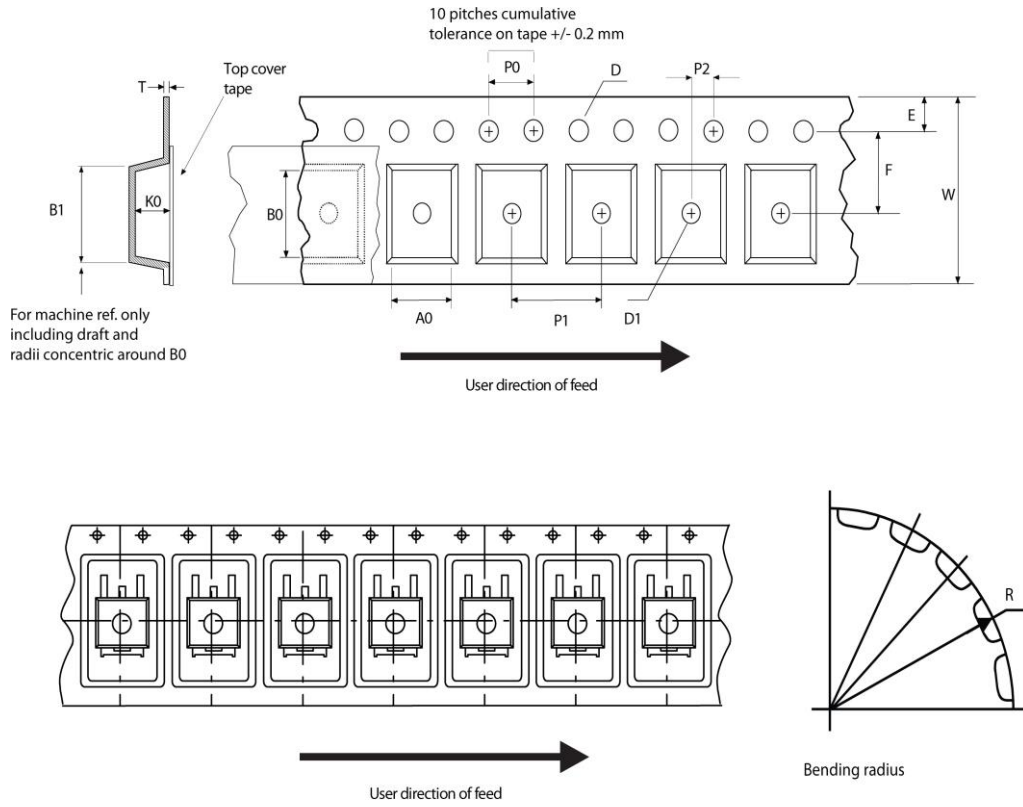 10 pitches cumulative
tolerance on tape +/- 0.2 mm
Top cover
tape
T
P0
D
P2
E
F
W
B1
K0
B0
For machine ref. only
including draft and
radii concentric around B0
A0
P1
D1
User direction of feed
R
Bending radius
User direction of feed